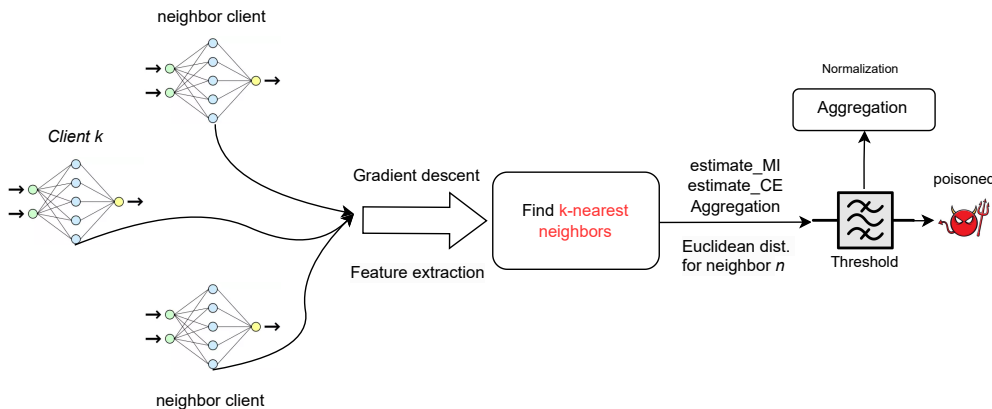 neighbor client
Client k
neighbor client
Gradient descent
Feature extraction
Find k-nearest
neighbors
estimate_MI
estimate_CE
Aggregation
Euclidean dist.
for neighbor n
Normalization
Aggregation
Threshold
poisoned